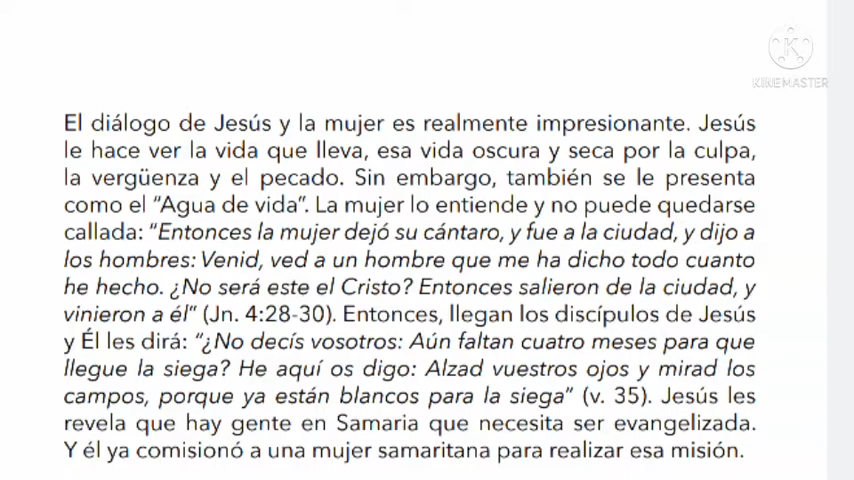 KINEMASTER
El diálogo de Jesús y la mujer es realmente impresionante. Jesús
le hace ver la vida que lleva, esa vida oscura y seca por la culpa,
la vergüenza y el pecado. Sin embargo, también se le presenta
como el “Agua de vida”. La mujer lo entiende y no puede quedarse
callada: “Entonces la mujer dejó su cántaro, y fue a la ciudad, y dijo a
los hombres: Venid, ved a un hombre que me ha dicho todo cuanto
he hecho. ¿No será este el Cristo? Entonces salieron de la ciudad, y
vinieron a él” (Jn. 4:28-30). Entonces, llegan los discípulos de Jesús
y Él les dirá: “¿No decís vosotros: Aún faltan cuatro meses para que
llegue la siega? He aquí os digo: Alzad vuestros ojos y mirad los
campos, porque ya están blancos para la siega” (v. 35). Jesús les
revela que hay gente en Samaria que necesita ser evangelizada.
Y él ya comisionó a una mujer samaritana para realizar esa misión.